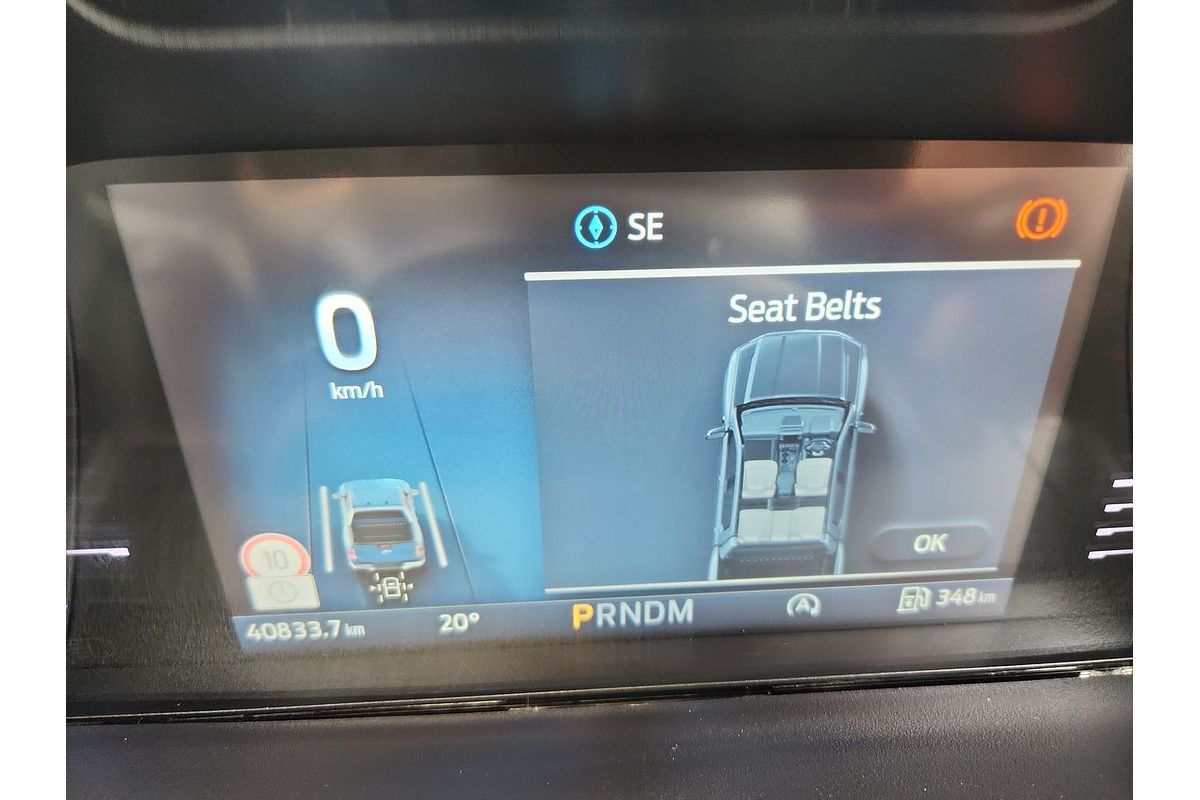 SE
Seat Belts
0
km/h
10
OK
40833.7 km
20°
PRNDM
A
348 km